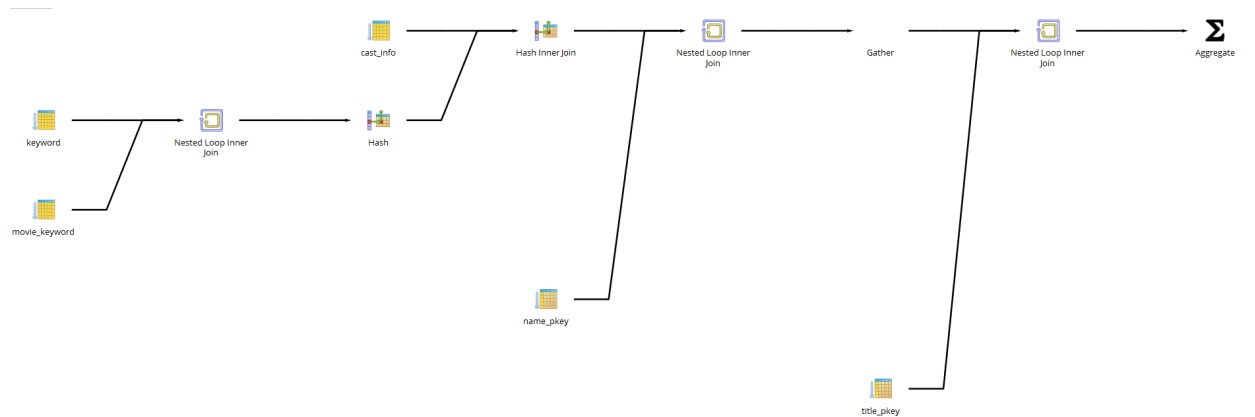 cast_info
Hash Inner Join
Nested Loop Inner
Join
Gather
Nested Loop Inner
Join
Aggregate
keyword
Nested Loop Inner
Join
Hash
movie_keyword
name_pkey
title_pkey